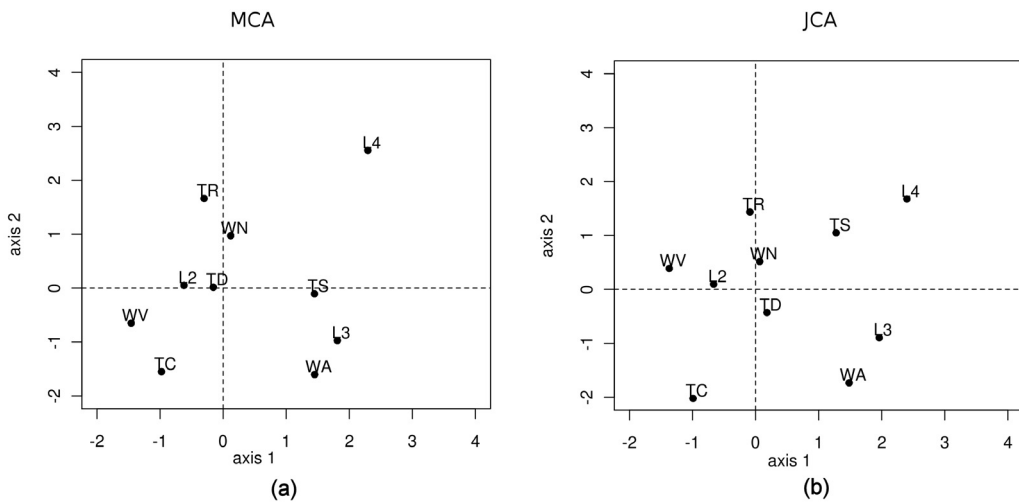 MCA
4
3
2
1
0
-1
-2
axis 2
L4
TR
WN
L2
TD
TS
WV
L3
TC
WA
-2 -1 0 1 2 3 4
axis 1
(a)
JCA
4
3
2
1
0
-1
-2
axis 2
L4
TR
TS
WN
WV
L2
TD
L3
WA
TC
-2 -1 0 1 2 3 4
axis 1
(b)